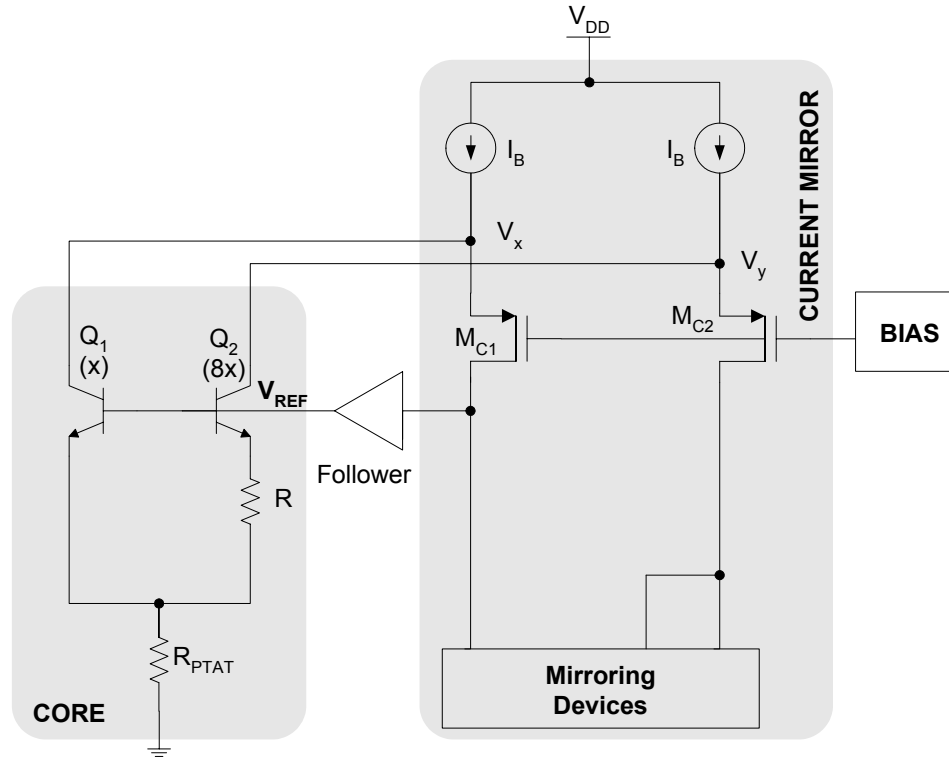 V_DD
I_B
I_B
CURRENT MIRROR
V_x
V_y
M_C1
M_C2
BIAS
Q_1
(x)
Q_2
(8x)
V_REF
Follower
R
R_PTAT
CORE
Mirroring
Devices